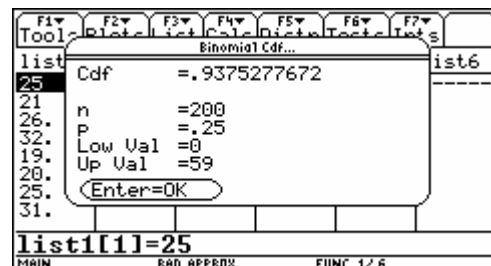 F1▾ F2▾ F3▾ F4▾ F5▾ F6▾ F7▾
Binomial Cdf...
list
ist6
Cdf =.9375277672
25
21
n =200
26.
p =.25
32.
Low Val =0
19.
Up Val =59
20.
25.
Enter=OK
31.
list1[1]=25
MAIN RAD APPROX FUNC 1/6